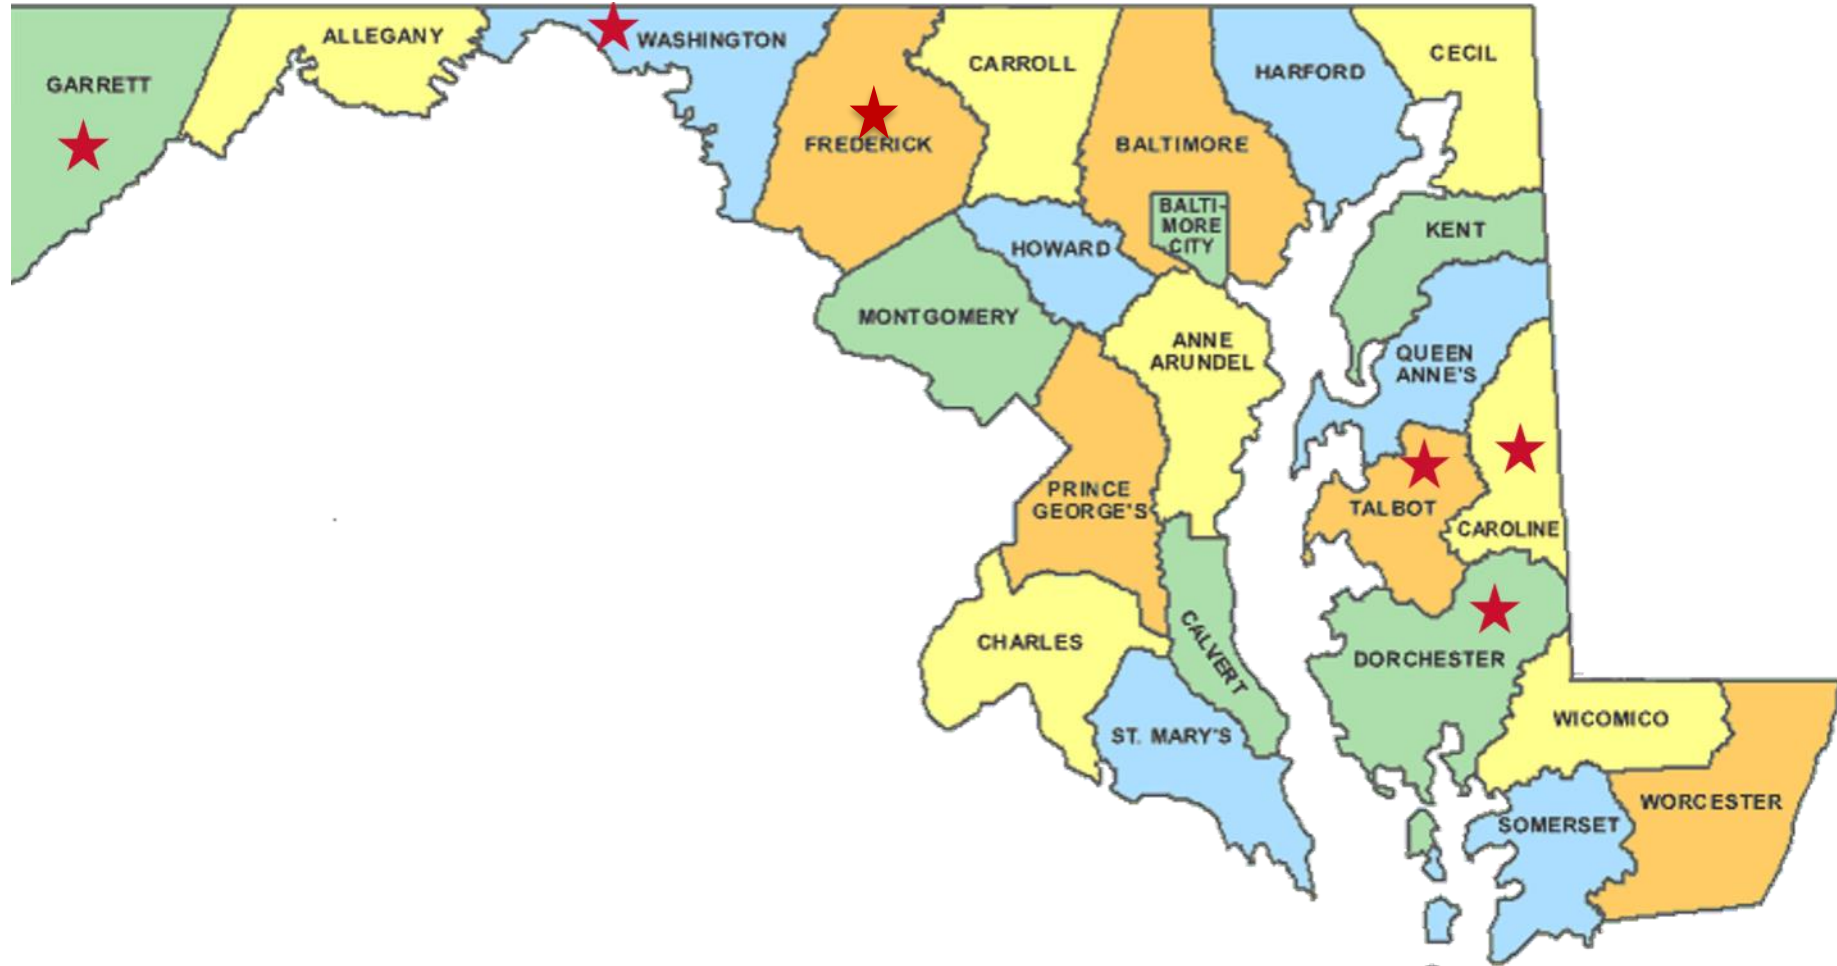 ALLEGANY
WASHINGTON
CARROLL
CECIL
HARFORD
GARRETT
FREDERICK
BALTIMORE
BALTI-
MORE
CITY
KENT
HOWARD
MONTGOMERY
ANNE
ARUNDEL
QUEEN
ANNE'S
PRINCE
GEORGE'S
TALBOT
CAROLINE
CHARLES
CALVERT
DORCHESTER
ST. MARY'S
WICOMICO
WORCESTER
SOMERSET